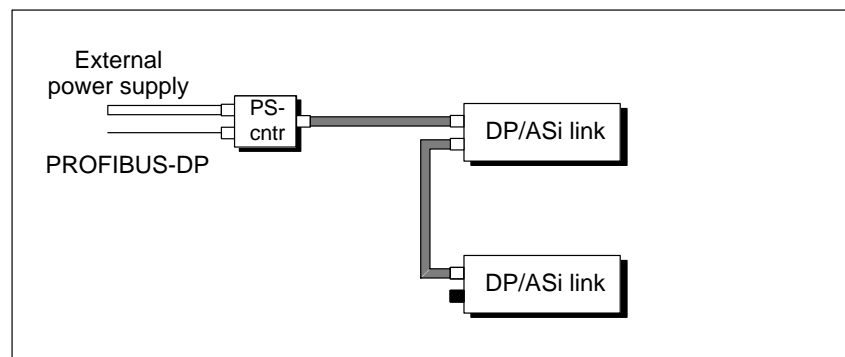 External
power supply
PS-
cntr
PROFIBUS-DP
DP/ASi link
DP/ASi link